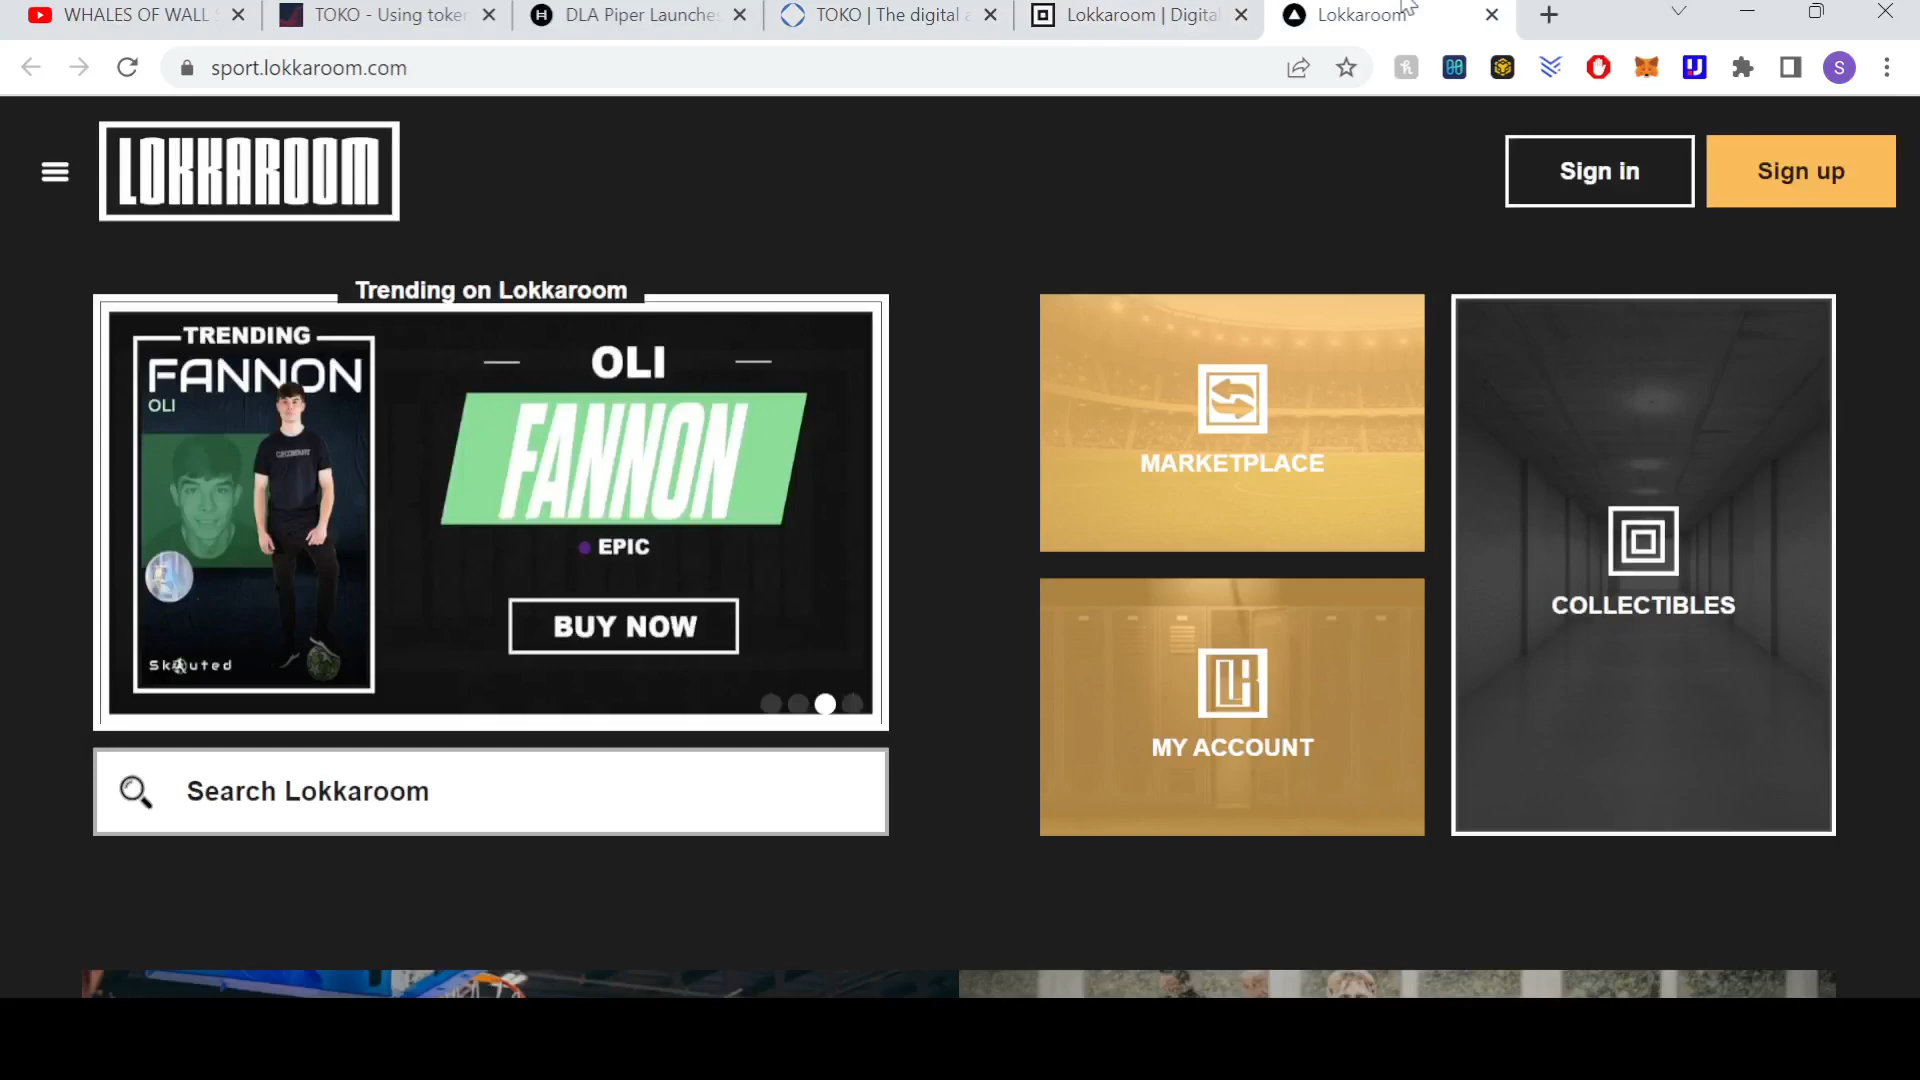 WHALES OF WALL
TOKO - Using token
DLA Piper Launches
TOKO | The digital a
Lokkaroom | Digital
Lokkaroom
sport.lokkaroom.com
S
LOKKAROOM
Sign in
Sign up
Trending on Lokkaroom
TRENDING
FANNON
OLI
Skouted
OLI
FANNON
EPIC
BUY NOW
MARKETPLACE
MY ACCOUNT
COLLECTIBLES
Search Lokkaroom